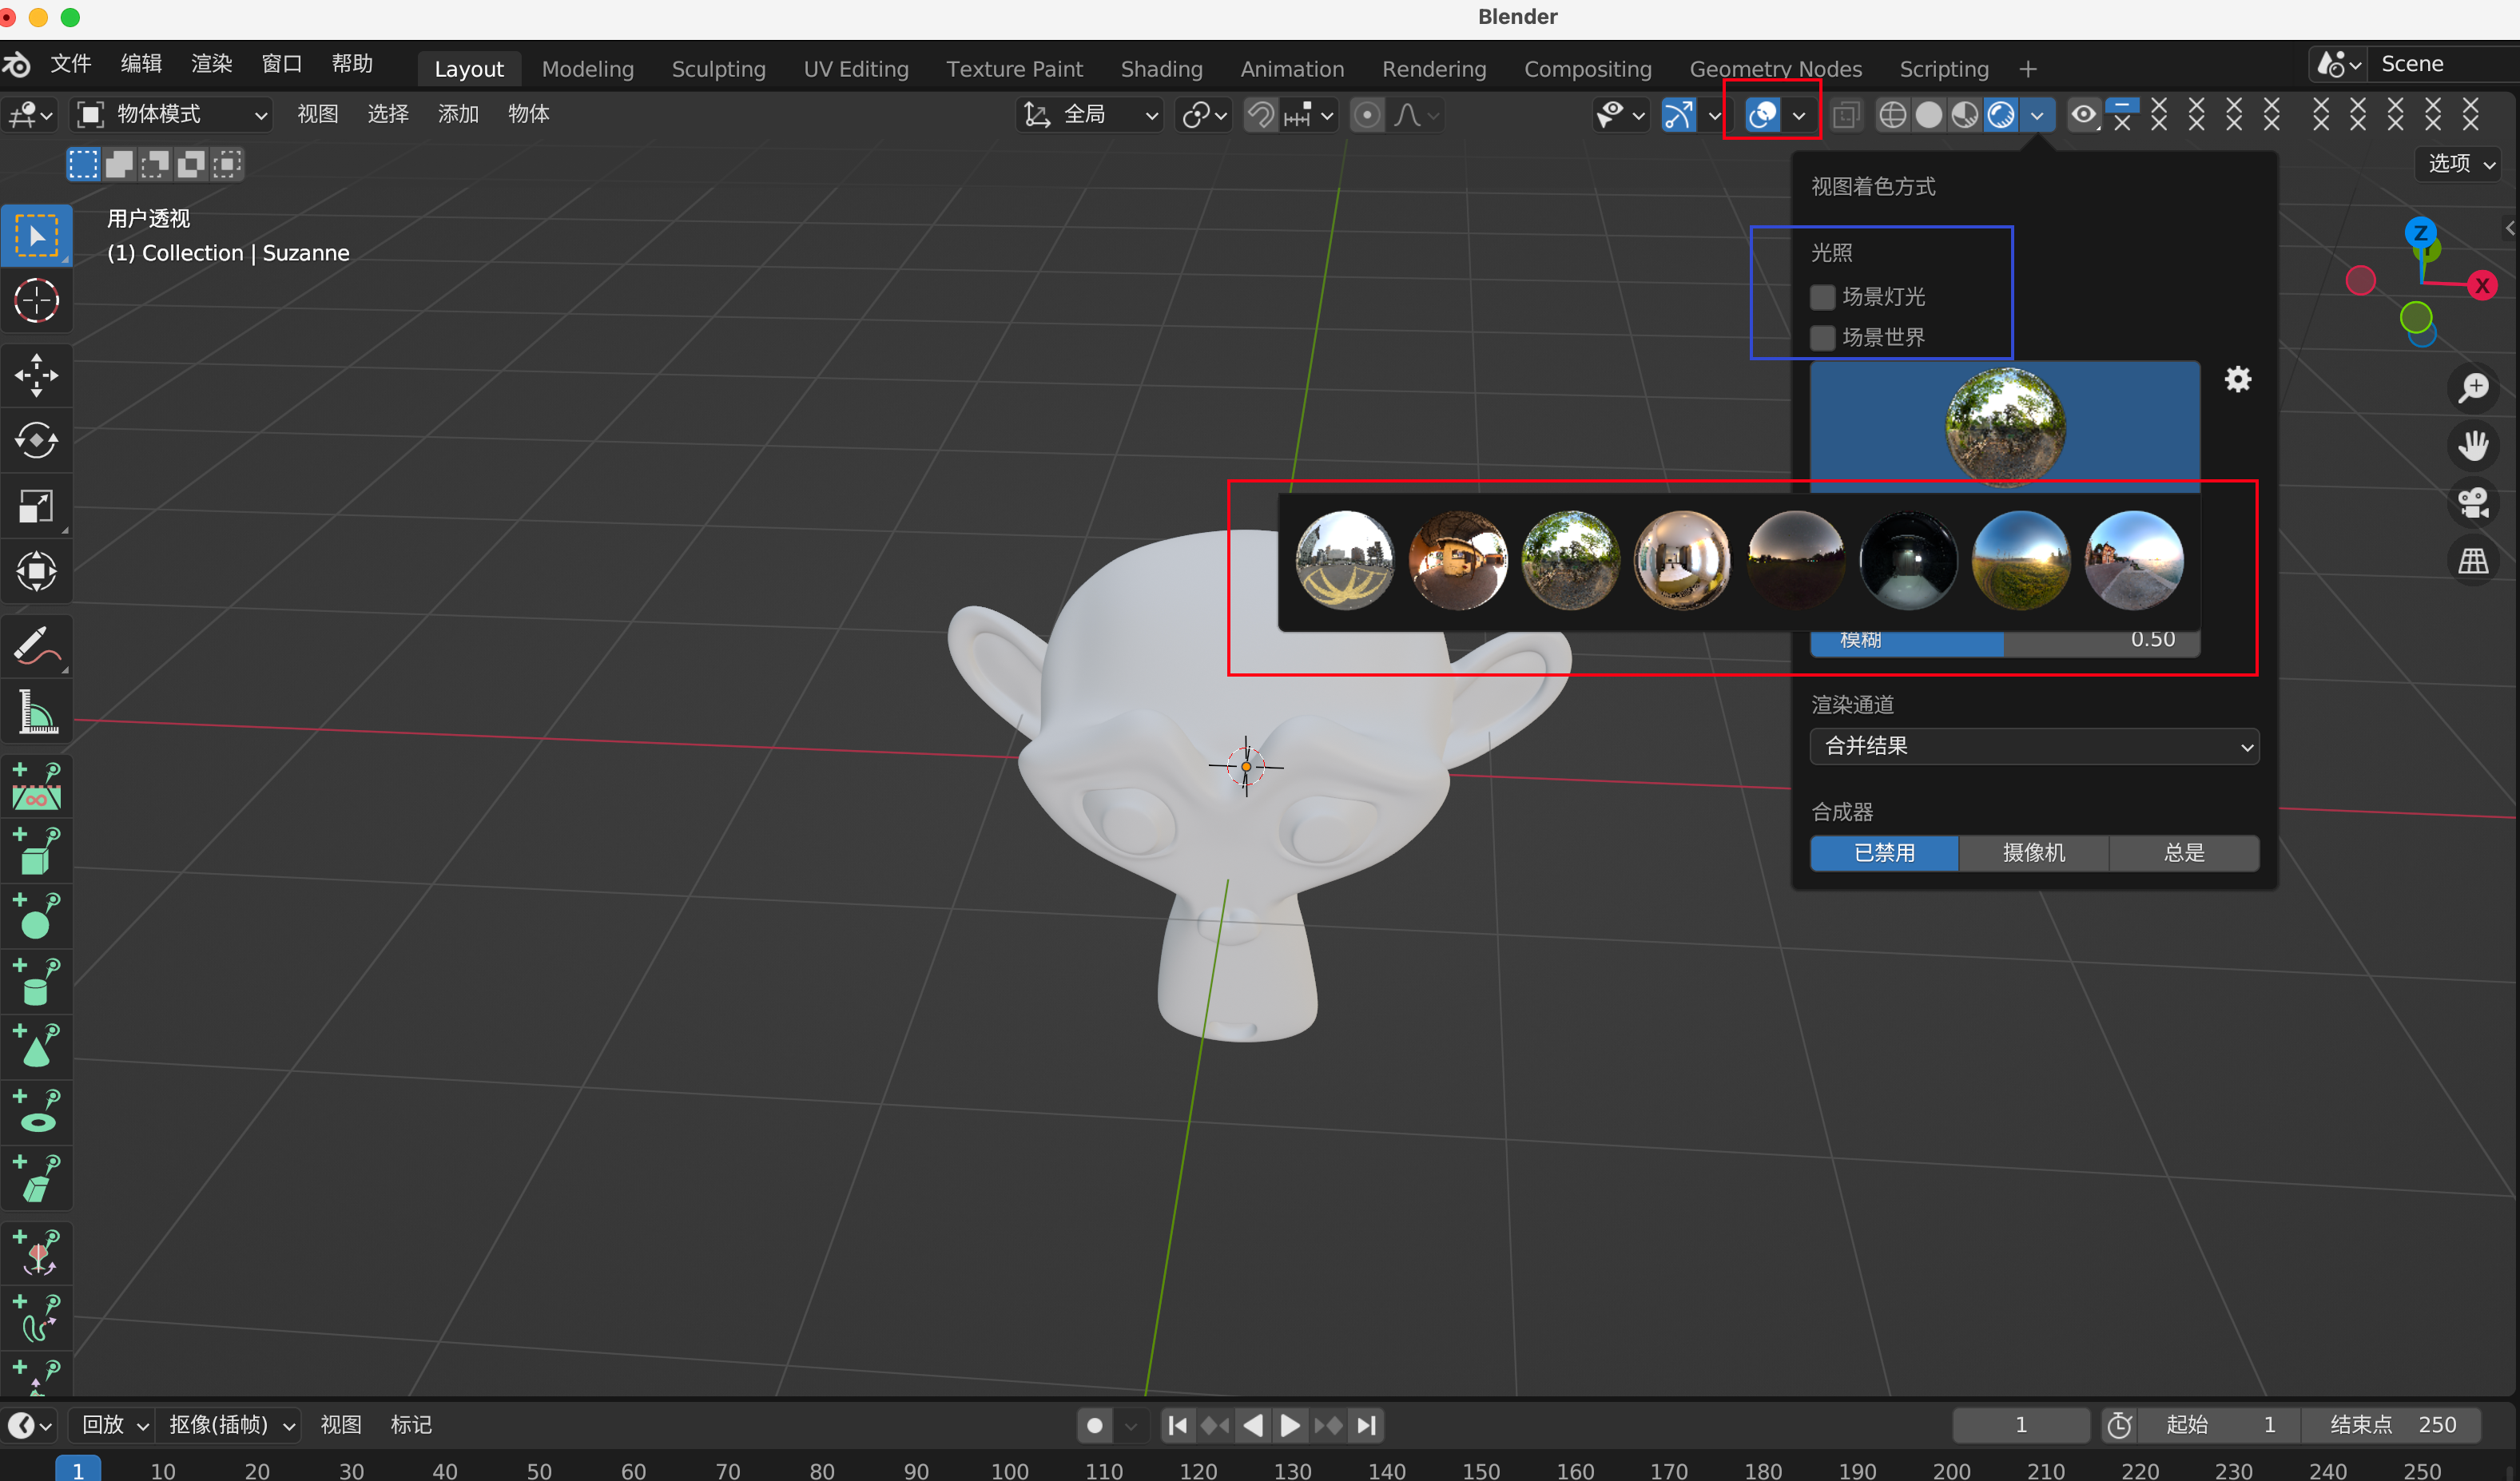 Blender
文件 编辑 渲染 窗口 帮助 Layout Modeling Sculpting UV Editing Texture Paint Shading Animation Rendering Compositing Geometry Nodes Scripting + Scene
物体模式 视图 选择 添加 物体 全局
选项
用户透视
(1) Collection | Suzanne
视图着色方式
光照
场景灯光
场景世界
Z
X
模糊 0.50
渲染通道
合并结果
合成器
已禁用 摄像机 总是
回放 抠像(插帧) 视图 标记 1 起始 1 结束点 250
1 10 20 30 40 50 60 70 80 90 100 110 120 130 140 150 160 170 180 190 200 210 220 230 240 250